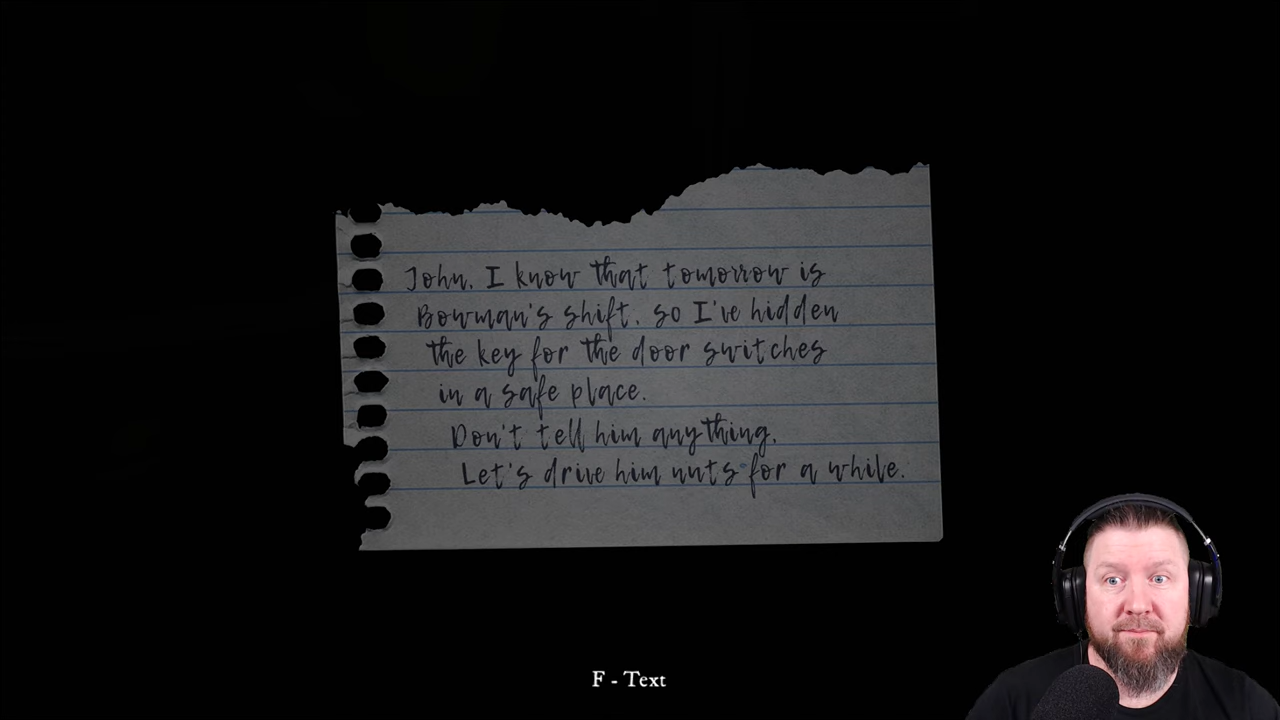 John, I know that tomorrow is
Bowman's shift, so I've hidden
the key for the door switches
in a safe place.
Don't tell him anything,
Let's drive him nuts for a while.
F - Text